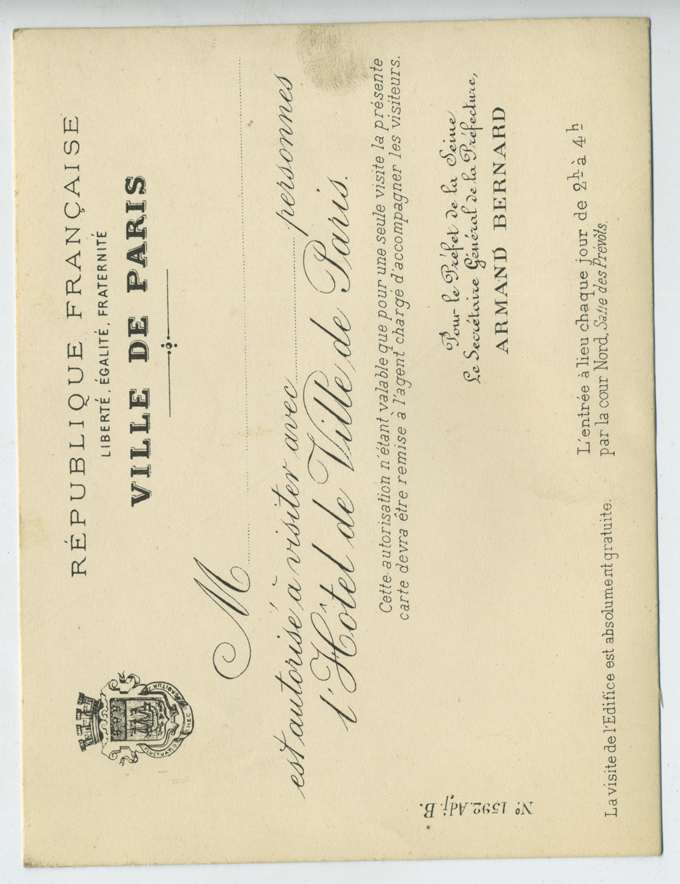 RÉPUBLIQUE FRANÇAISE
LIBERTÉ, ÉGALITÉ, FRATERNITÉ
VILLE DE PARIS
M
est autorisé à visiter avec personnes
l'Hôtel de Ville de Paris.
Cette autorisation n'étant valable que pour une seule visite la présente
carte devra être remise à l'agent chargé d'accompagner les visiteurs.
Pour le Préfet de la Seine
Le Secrétaire Général de la Préfecture,
ARMAND BERNARD
N° 1592. Adj. B.
La visite de l'Edifice est absolument gratuite.
L'entrée à lieu chaque jour de 2h à 4h
par la cour Nord, Salle des Prévôts.